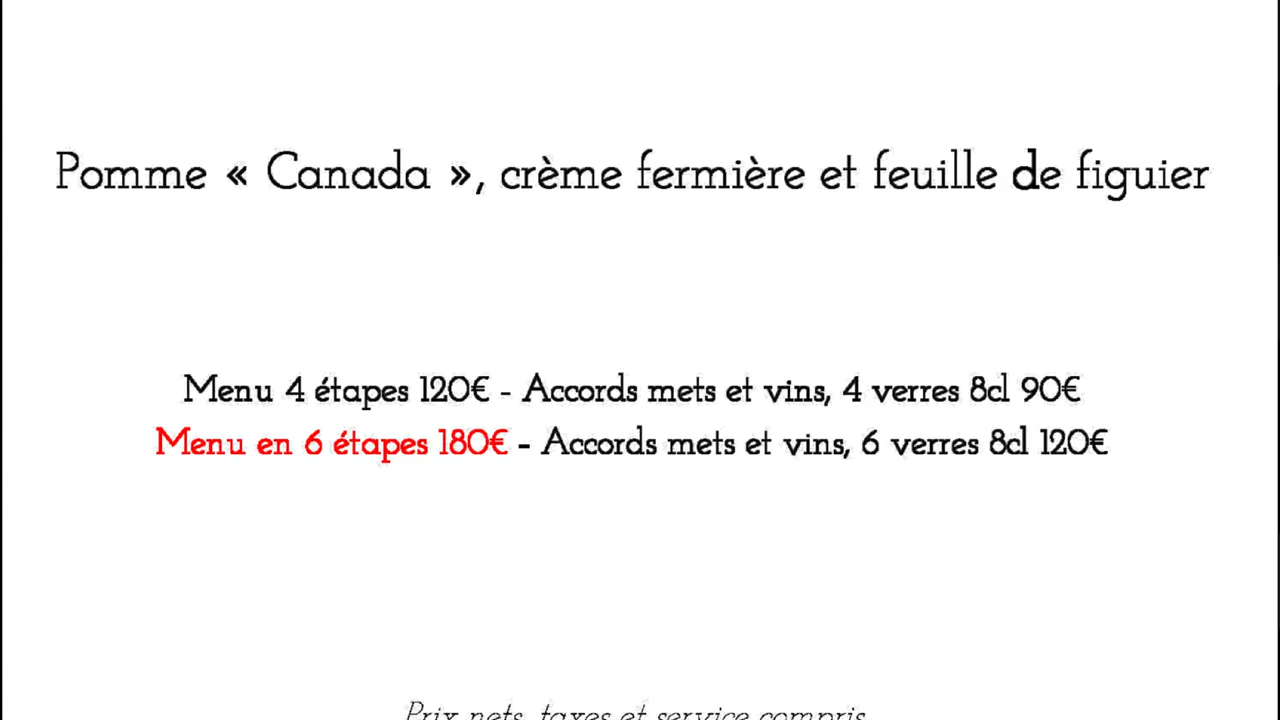 Pomme « Canada », crème fermière et feuille de figuier
Menu 4 étapes 120€ - Accords mets et vins, 4 verres 8cl 90€
Menu en 6 étapes 180€ - Accords mets et vins, 6 verres 8cl 120€
Prix nets, taxes et service compris